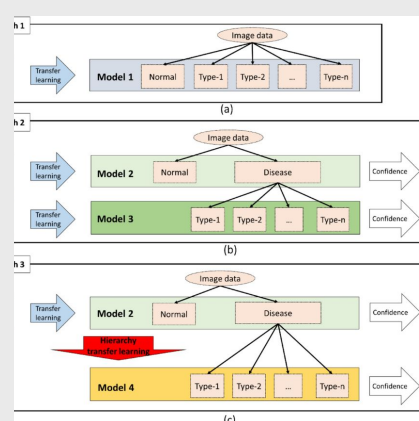 h 1
Image data
Transfer
learning
Model 1
Normal
Type-1
Type-2
...
Type-n
(a)
h 2
Image data
Transfer
learning
Model 2
Normal
Disease
Confidence
Transfer
learning
Model 3
Type-1
Type-2
...
Type-n
Confidence
(b)
h 3
Image data
Transfer
learning
Model 2
Normal
Disease
Confidence
Hierarchy
transfer learning
Model 4
Type-1
Type-2
...
Type-n
Confidence
(c)